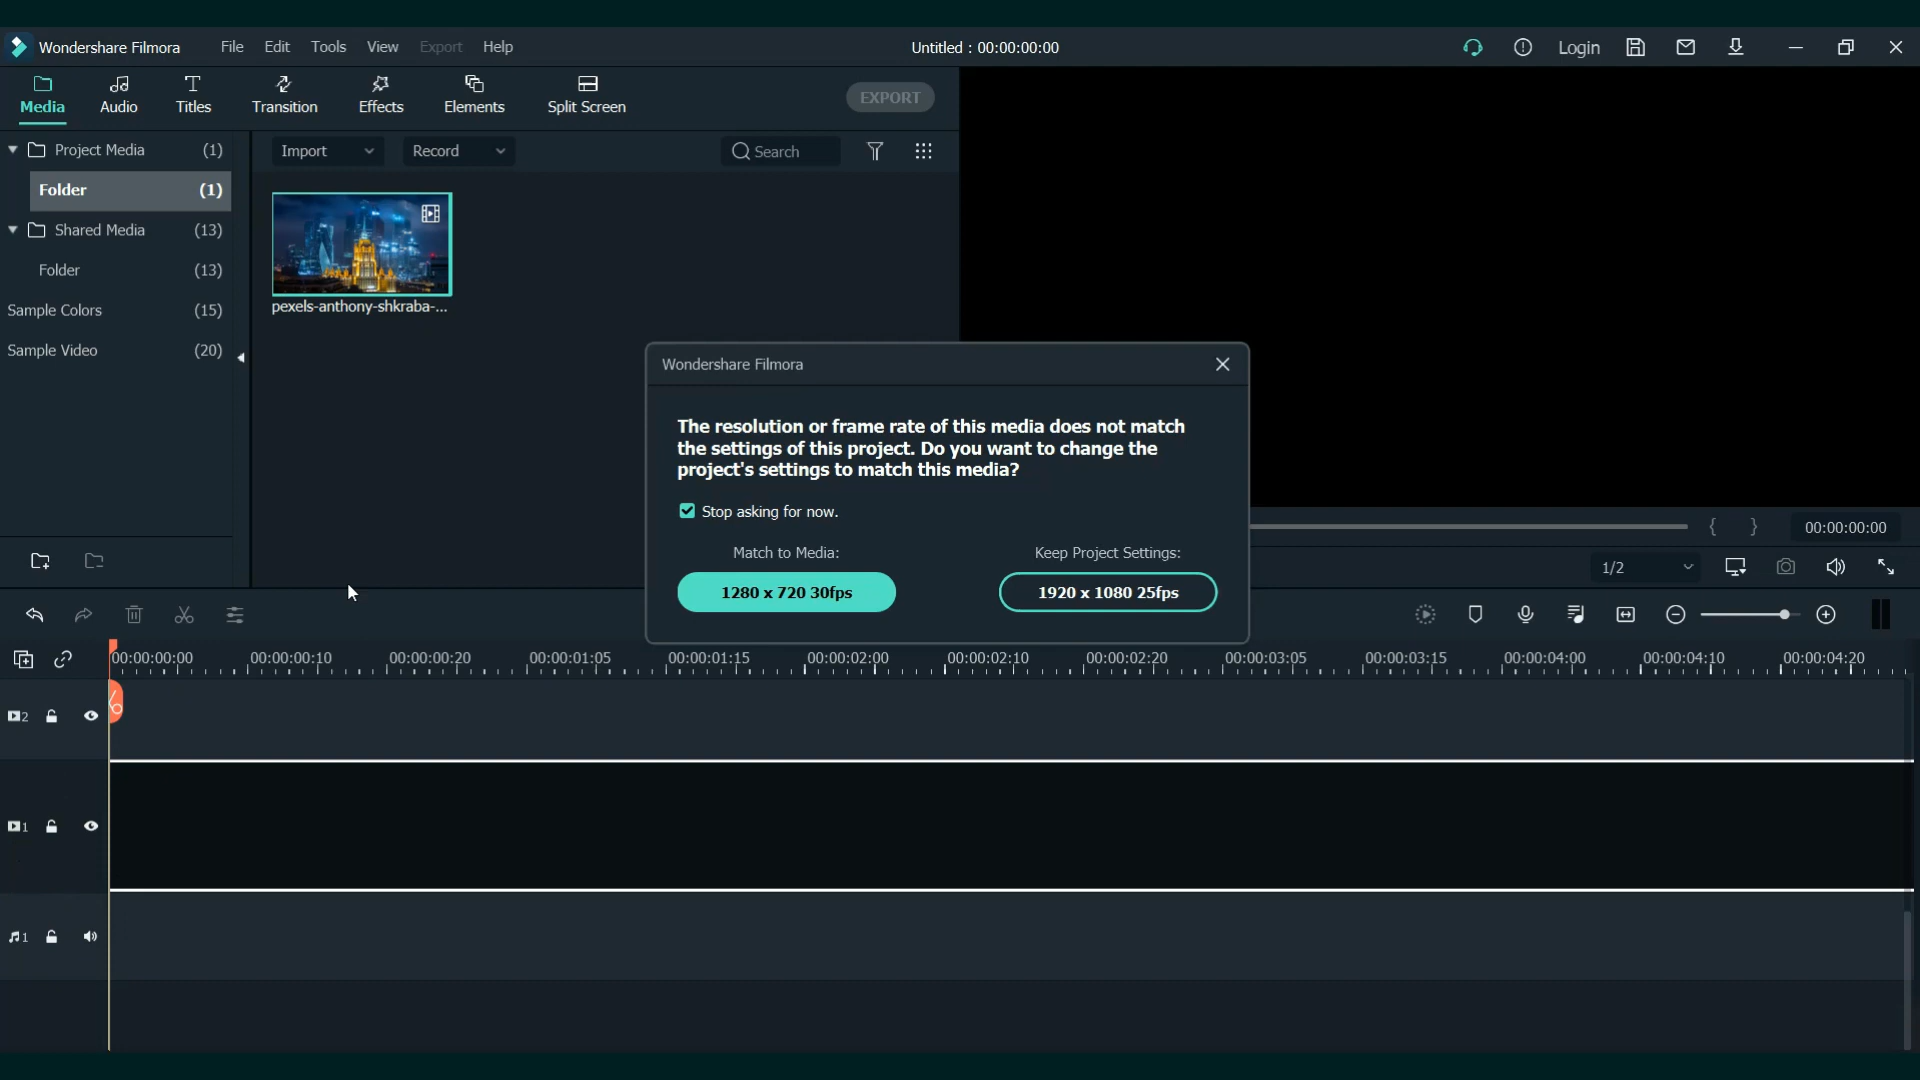 Wondershare Filmora File Edit Tools View Export Help Untitled : 00:00:00:00 Login
Media Audio Titles Transition Effects Elements Split Screen EXPORT
Project Media (1)
Folder (1)
Shared Media (13)
Folder (13)
Sample Colors (15)
Sample Video (20)
Import Record Search
pexels-anthony-shkraba-...
Wondershare Filmora
The resolution or frame rate of this media does not match
the settings of this project. Do you want to change the
project's settings to match this media?
Stop asking for now.
Match to Media: Keep Project Settings:
1280 x 720 30fps 1920 x 1080 25fps
{ } 00:00:00:00
1/2
00:00:00:00 00:00:00:10 00:00:00:20 00:00:01:05 00:00:01:15 00:00:02:00 00:00:02:10 00:00:02:20 00:00:03:05 00:00:03:15 00:00:04:00 00:00:04:10 00:00:04:20
2
1
1